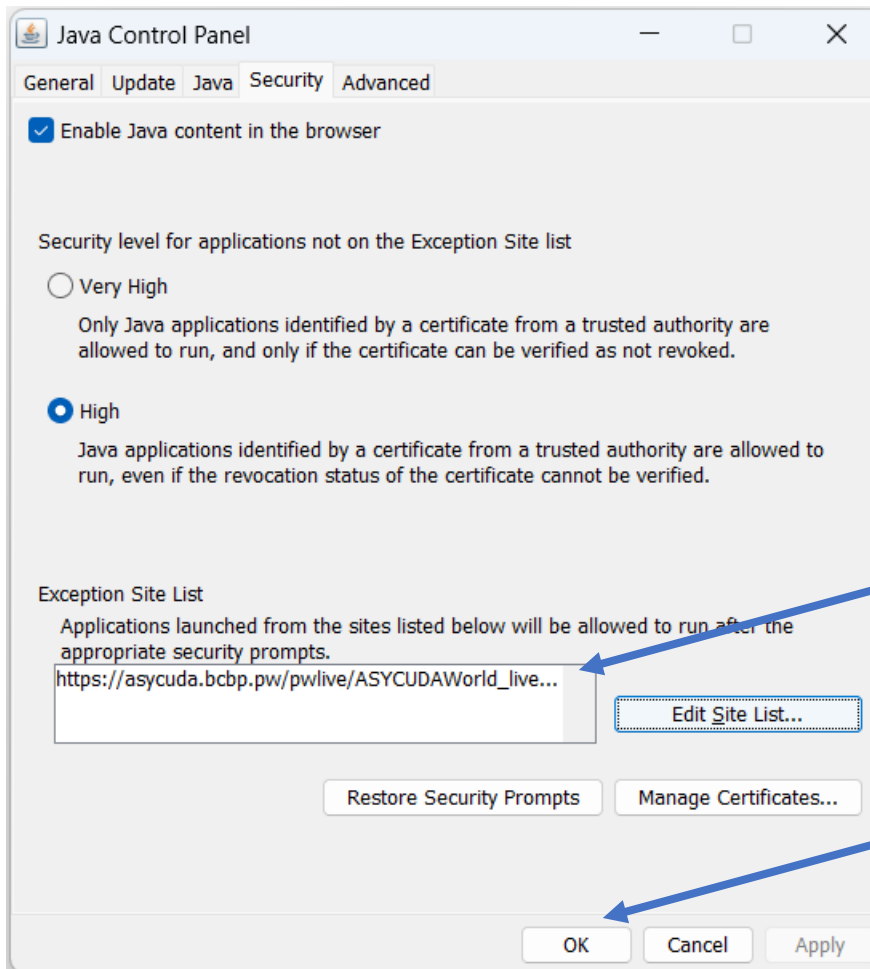 Java Control Panel
General Update Java Security Advanced
Enable Java content in the browser
Security level for applications not on the Exception Site list
Very High
Only Java applications identified by a certificate from a trusted authority are
allowed to run, and only if the certificate can be verified as not revoked.
High
Java applications identified by a certificate from a trusted authority are allowed to
run, even if the revocation status of the certificate cannot be verified.
Exception Site List
Applications launched from the sites listed below will be allowed to run after the
appropriate security prompts.
https://asycuda.bcbp.pw/pwlive/ASYCUDAWorld_live...
Edit Site List...
Restore Security Prompts Manage Certificates...
OK Cancel Apply